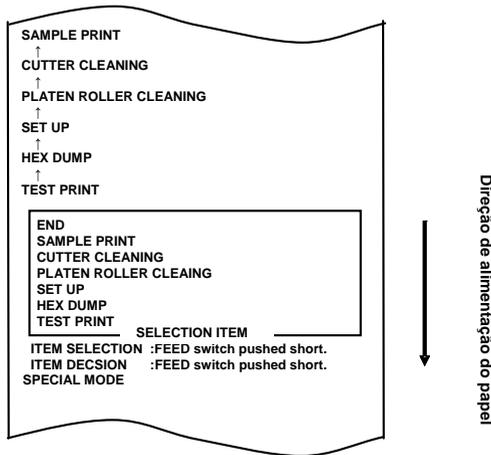 SAMPLE PRINT
↑
CUTTER CLEANING
↑
PLATEN ROLLER CLEANING
↑
SET UP
↑
HEX DUMP
↑
TEST PRINT
END
SAMPLE PRINT
CUTTER CLEANING
PLATEN ROLLER CLEAING
SET UP
HEX DUMP
TEST PRINT
SELECTION ITEM
ITEM SELECTION :FEED switch pushed short.
ITEM DECSION :FEED switch pushed short.
SPECIAL MODE
Direção de alimentação do papel